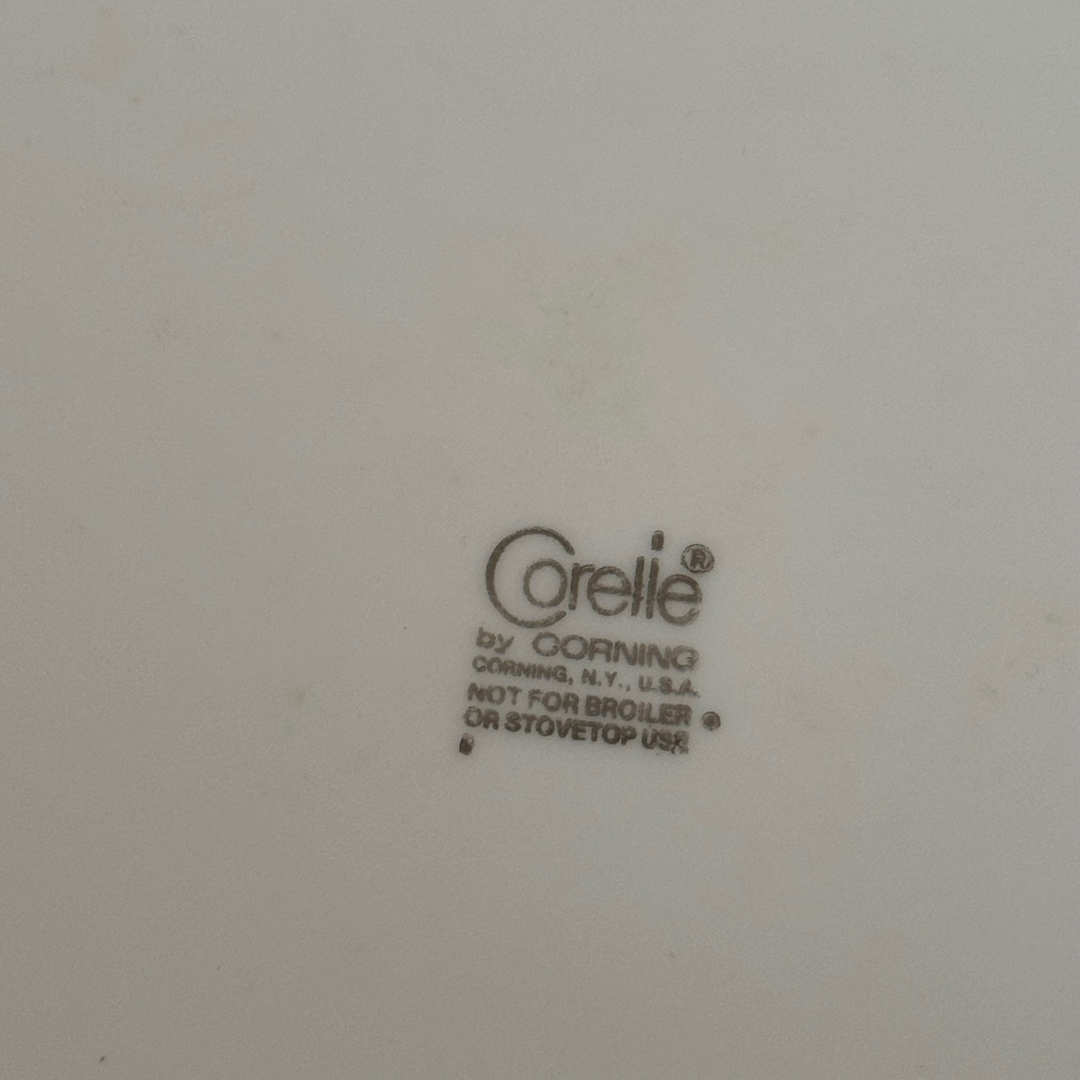 Corelle®
by CORNING
CORNING, N.Y., U.S.A.
NOT FOR BROILER
OR STOVETOP USE